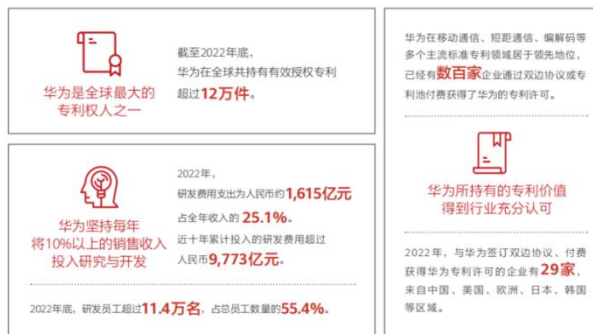 华为是全球最大的
专利权人之一
截至2022年底，
华为在全球共持有有效授权专利
超过12万件。
华为坚持每年
将10%以上的销售收入
投入研究与开发
2022年，
研发费用支出为人民币约1,615亿元
占全年收入的 25.1%。
近十年累计投入的研发费用超过
人民币9,773亿元。
2022年底，研发员工超过11.4万名，占总员工数量的55.4%。
华为在移动通信、短距通信、编解码等
多个主流标准专利领域居于领先地位，
已经有数百家企业通过双边协议或专
利池付费获得了华为的专利许可。
华为所持有的专利价值
得到行业充分认可
2022年，与华为签订双边协议、付费
获得华为专利许可的企业有29家，
来自中国、美国、欧洲、日本、韩国
等区域。